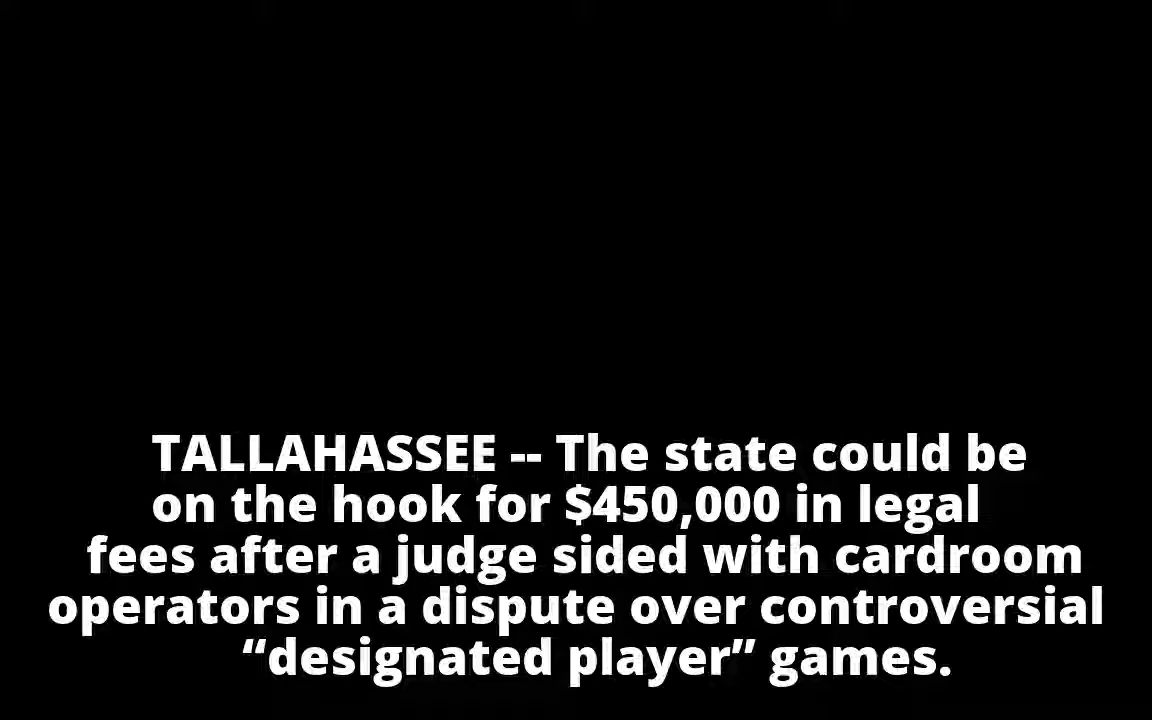 TALLAHASSEE -- The state could be
on the hook for $450,000 in legal
fees after a judge sided with cardroom
operators in a dispute over controversial
“designated player” games.